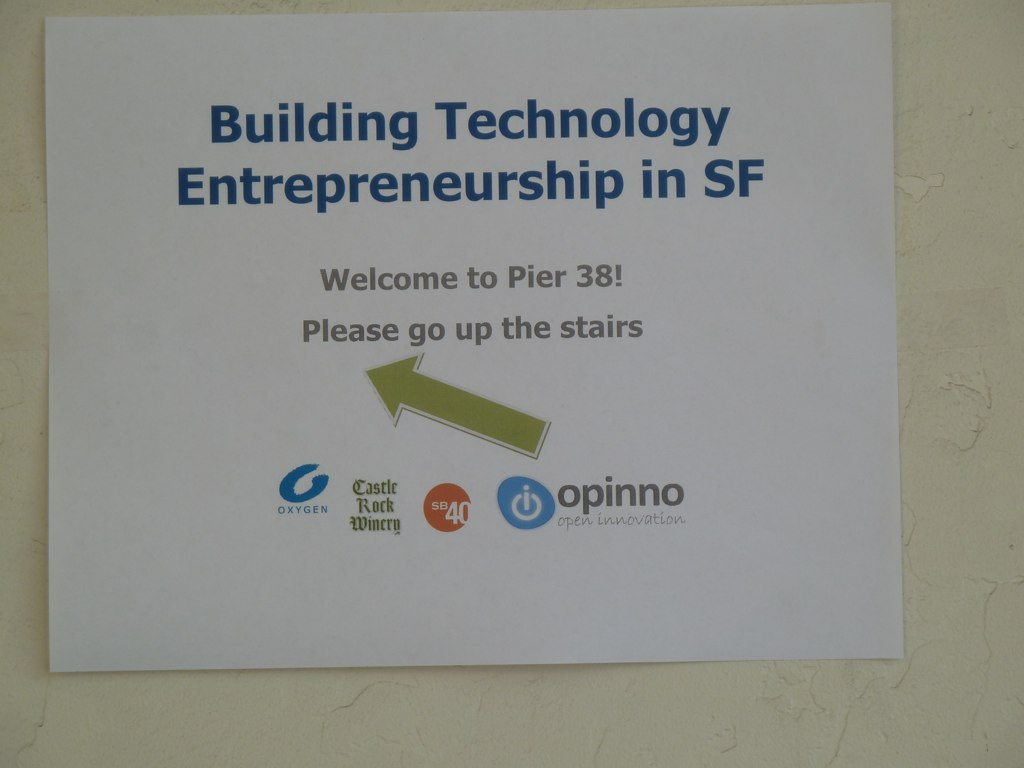 Building Technology
Entrepreneurship in SF
Welcome to Pier 38!
Please go up the stairs
OXYGEN
Castle
Rock
Winery
SB40
opinno
open innovation